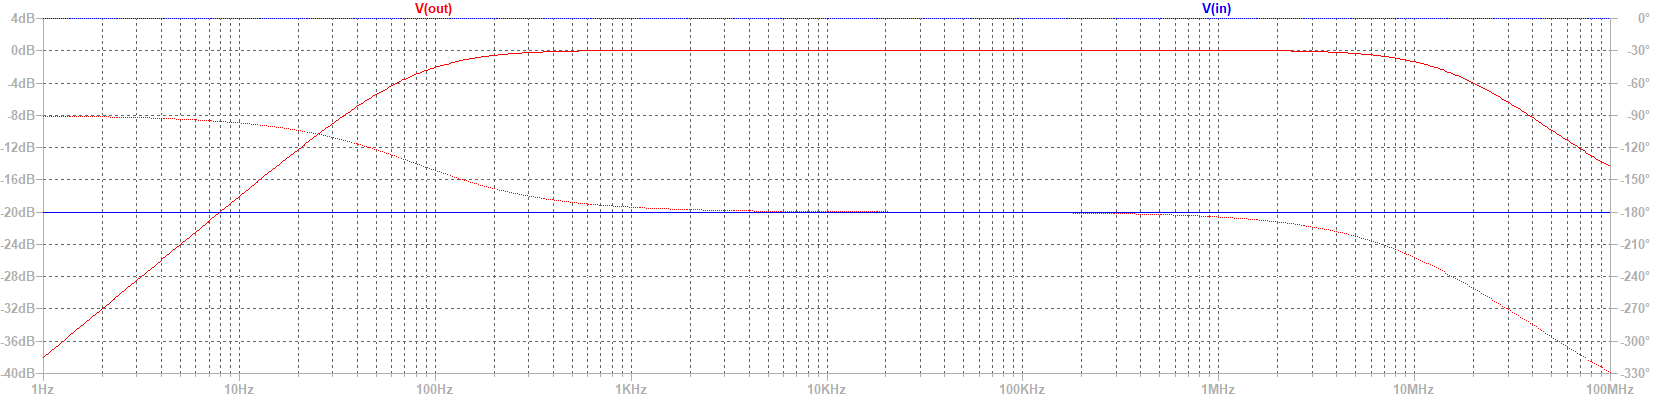 V(out) V(in)
4dB 0°
0dB -30°
-4dB -60°
-8dB -90°
-12dB -120°
-16dB -150°
-20dB -180°
-24dB -210°
-28dB -240°
-32dB -270°
-36dB -300°
-40dB -330°
1Hz 10Hz 100Hz 1KHz 10KHz 100KHz 1MHz 10MHz 100MHz